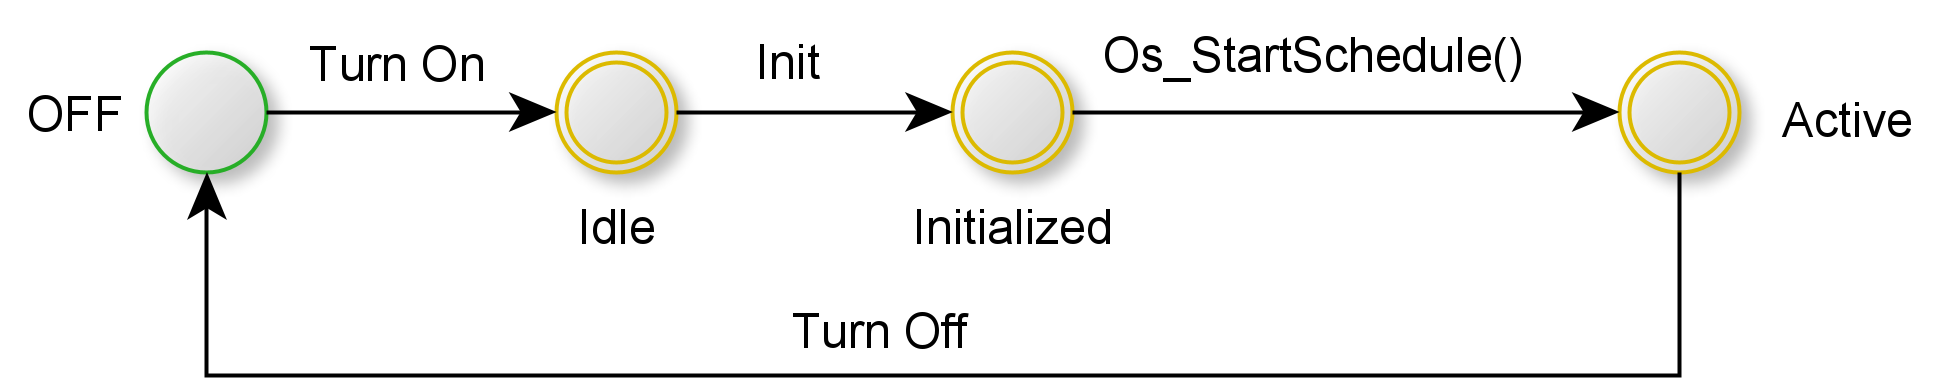 OFF
Turn On
Idle
Init
Initialized
Os_StartSchedule()
Active
Turn Off